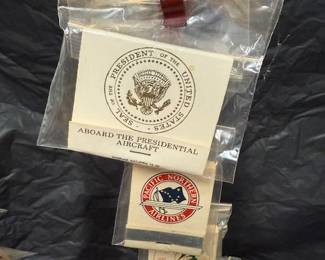 SEAL OF THE PRESIDENT OF THE UNITED STATES
ABOARD THE PRESIDENTIAL
AIRCRAFT
PACIFIC NORTHERN
AIRLINES